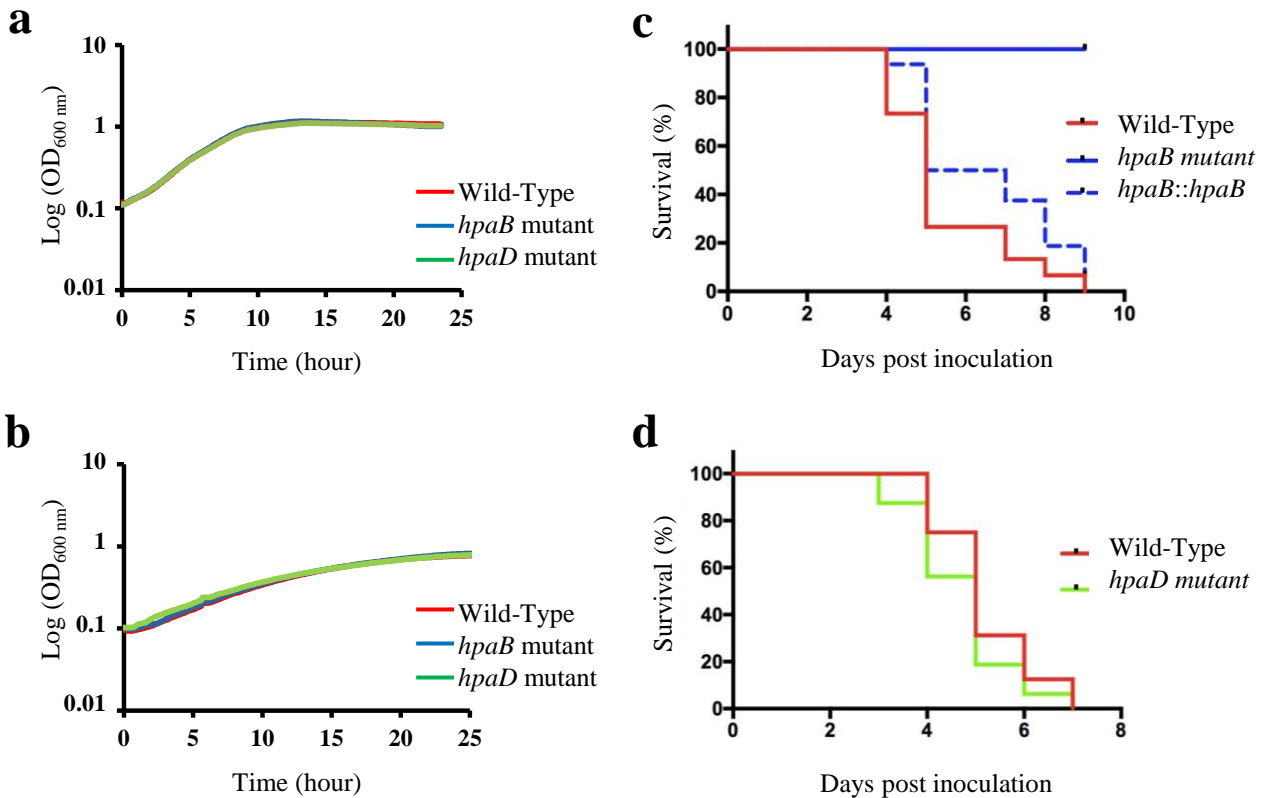 a
10
1
0.1
0.01
0 5 10 15 20 25
Log (OD600 nm)
Time (hour)
Wild-Type
hpaB mutant
hpaD mutant
b
10
1
0.1
0.01
0 5 10 15 20 25
Log (OD600 nm)
Time (hour)
Wild-Type
hpaB mutant
hpaD mutant
c
100
80
60
40
20
0
0 2 4 6 8 10
Survival (%)
Days post inoculation
Wild-Type
hpaB mutant
hpaB::hpaB
d
100
80
60
40
20
0
0 2 4 6 8
Survival (%)
Days post inoculation
Wild-Type
hpaD mutant